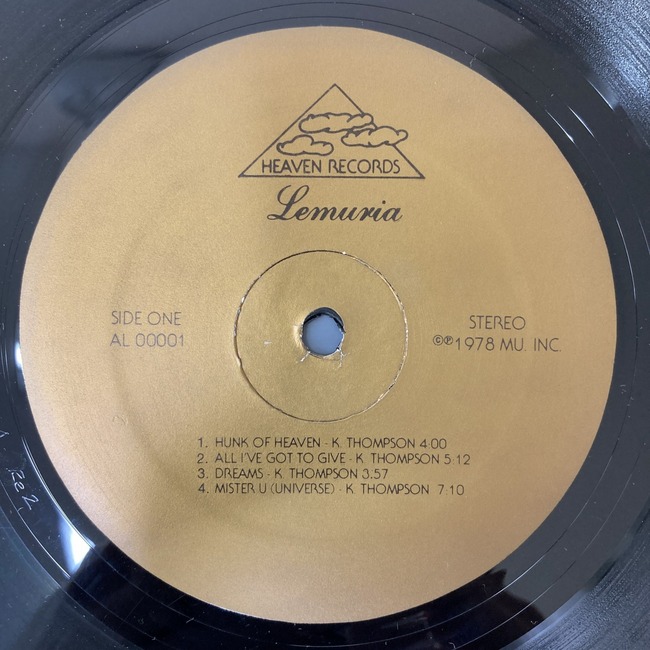 HEAVEN RECORDS
Lemuria
SIDE ONE
AL 00001
STEREO
©℗1978 MU. INC.
1. HUNK OF HEAVEN - K. THOMPSON 4:00
2. ALL I'VE GOT TO GIVE - K. THOMPSON 5:12
3. DREAMS - K. THOMPSON 3:57
4. MISTER U (UNIVERSE) - K. THOMPSON 7:10
Re2